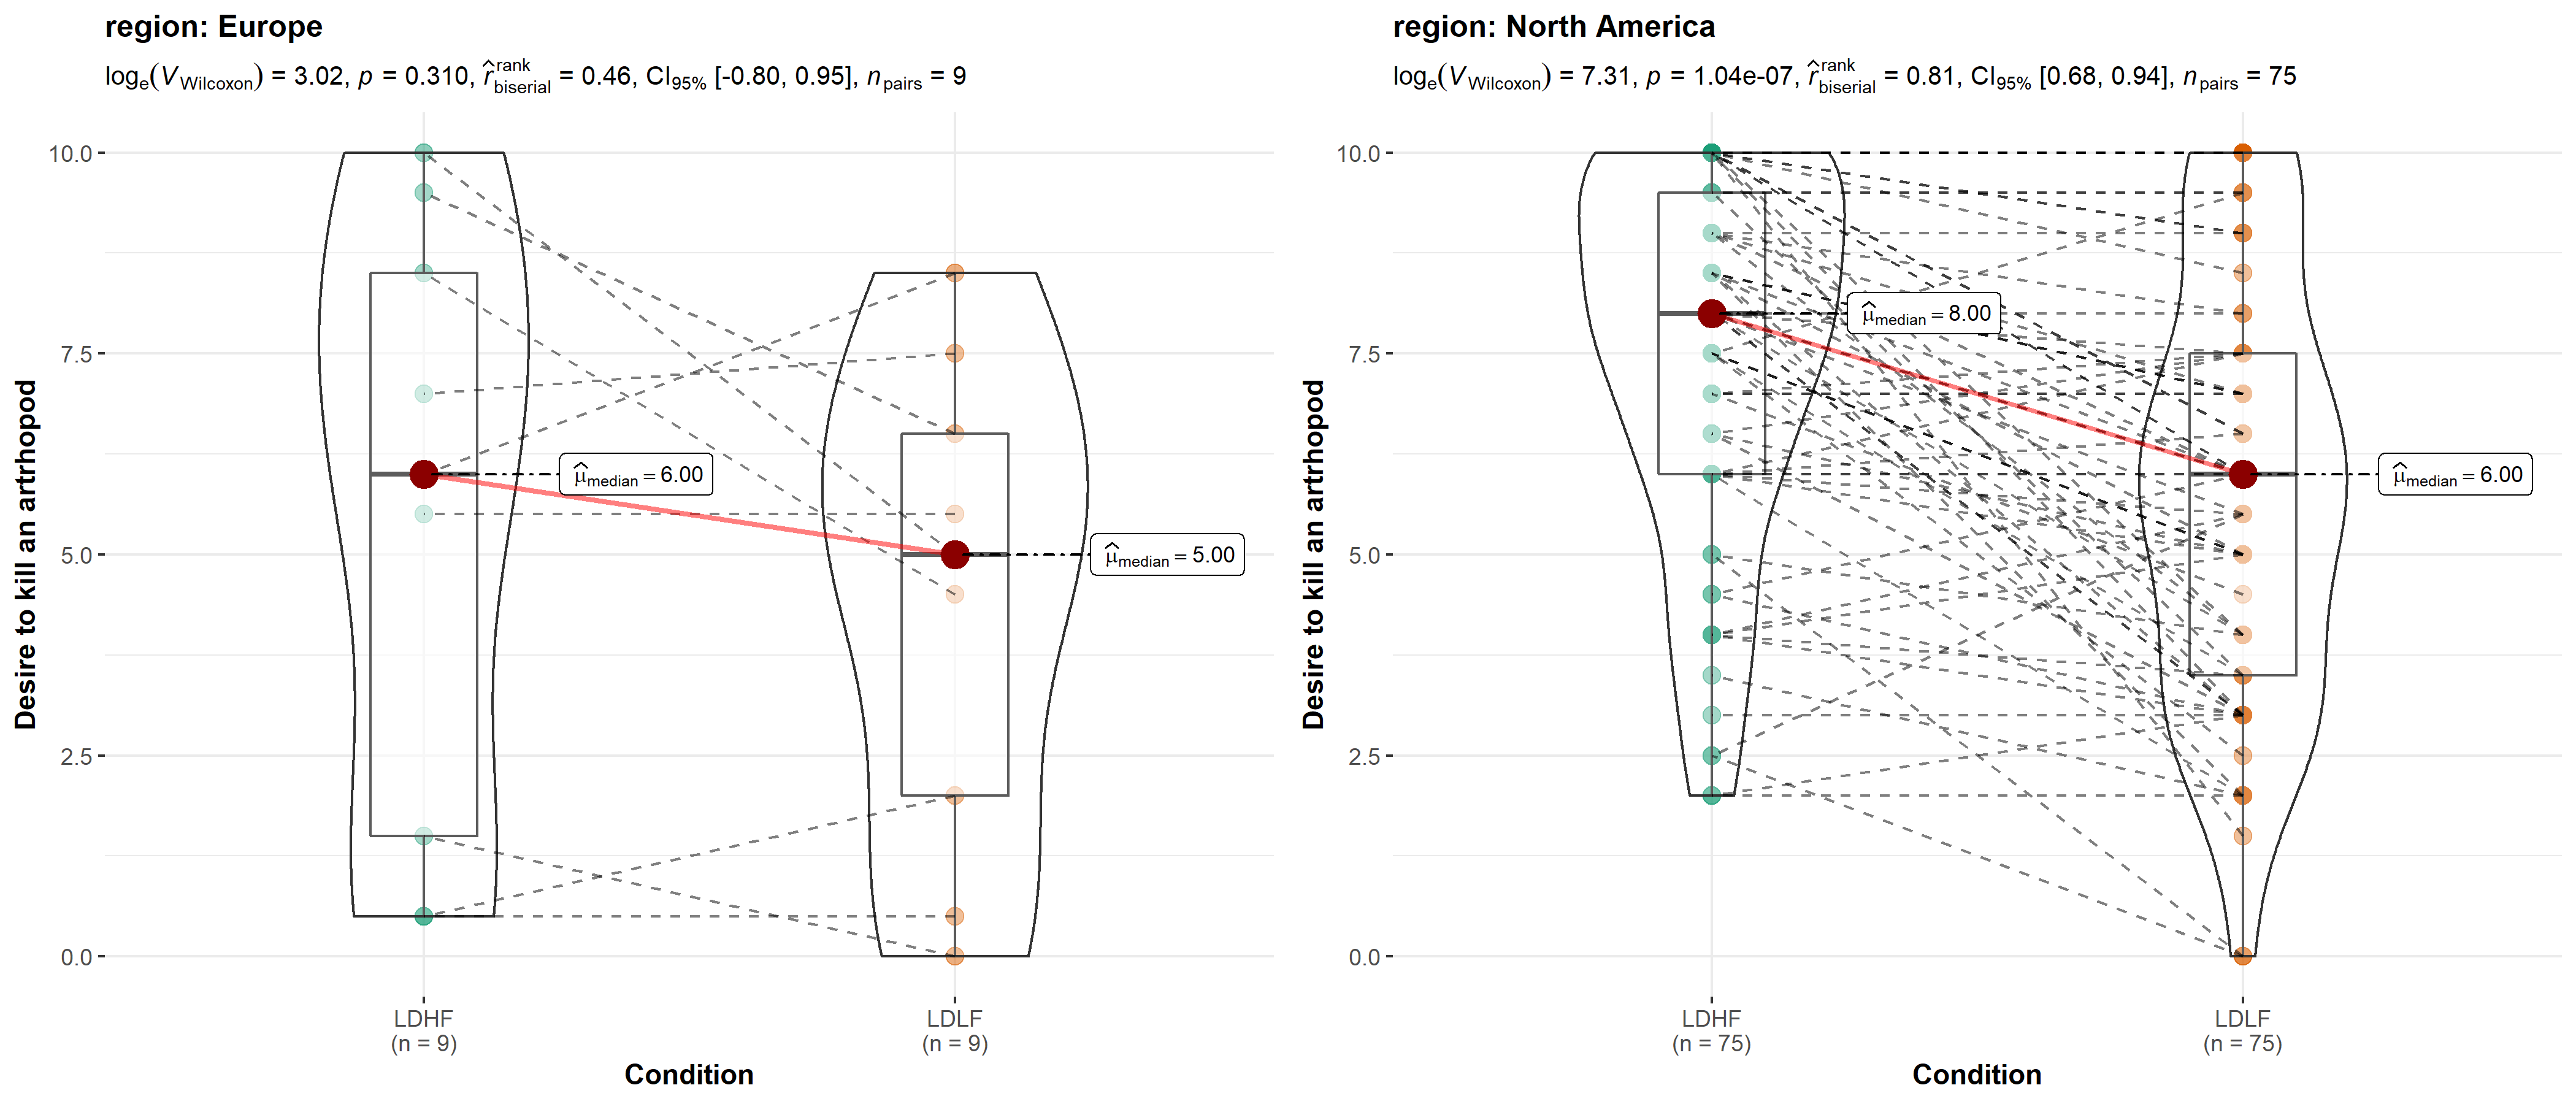 region: Europe
loge(VWilcoxon) = 3.02, p = 0.310, r̂rankbiserial = 0.46, CI95% [-0.80, 0.95], npairs = 9
Desire to kill an artrhopod
10.0
7.5
5.0
2.5
0.0
μ̂median = 6.00
μ̂median = 5.00
LDHF
(n = 9)
LDLF
(n = 9)
Condition
region: North America
loge(VWilcoxon) = 7.31, p = 1.04e-07, r̂rankbiserial = 0.81, CI95% [0.68, 0.94], npairs = 75
Desire to kill an artrhopod
10.0
7.5
5.0
2.5
0.0
μ̂median = 8.00
μ̂median = 6.00
LDHF
(n = 75)
LDLF
(n = 75)
Condition